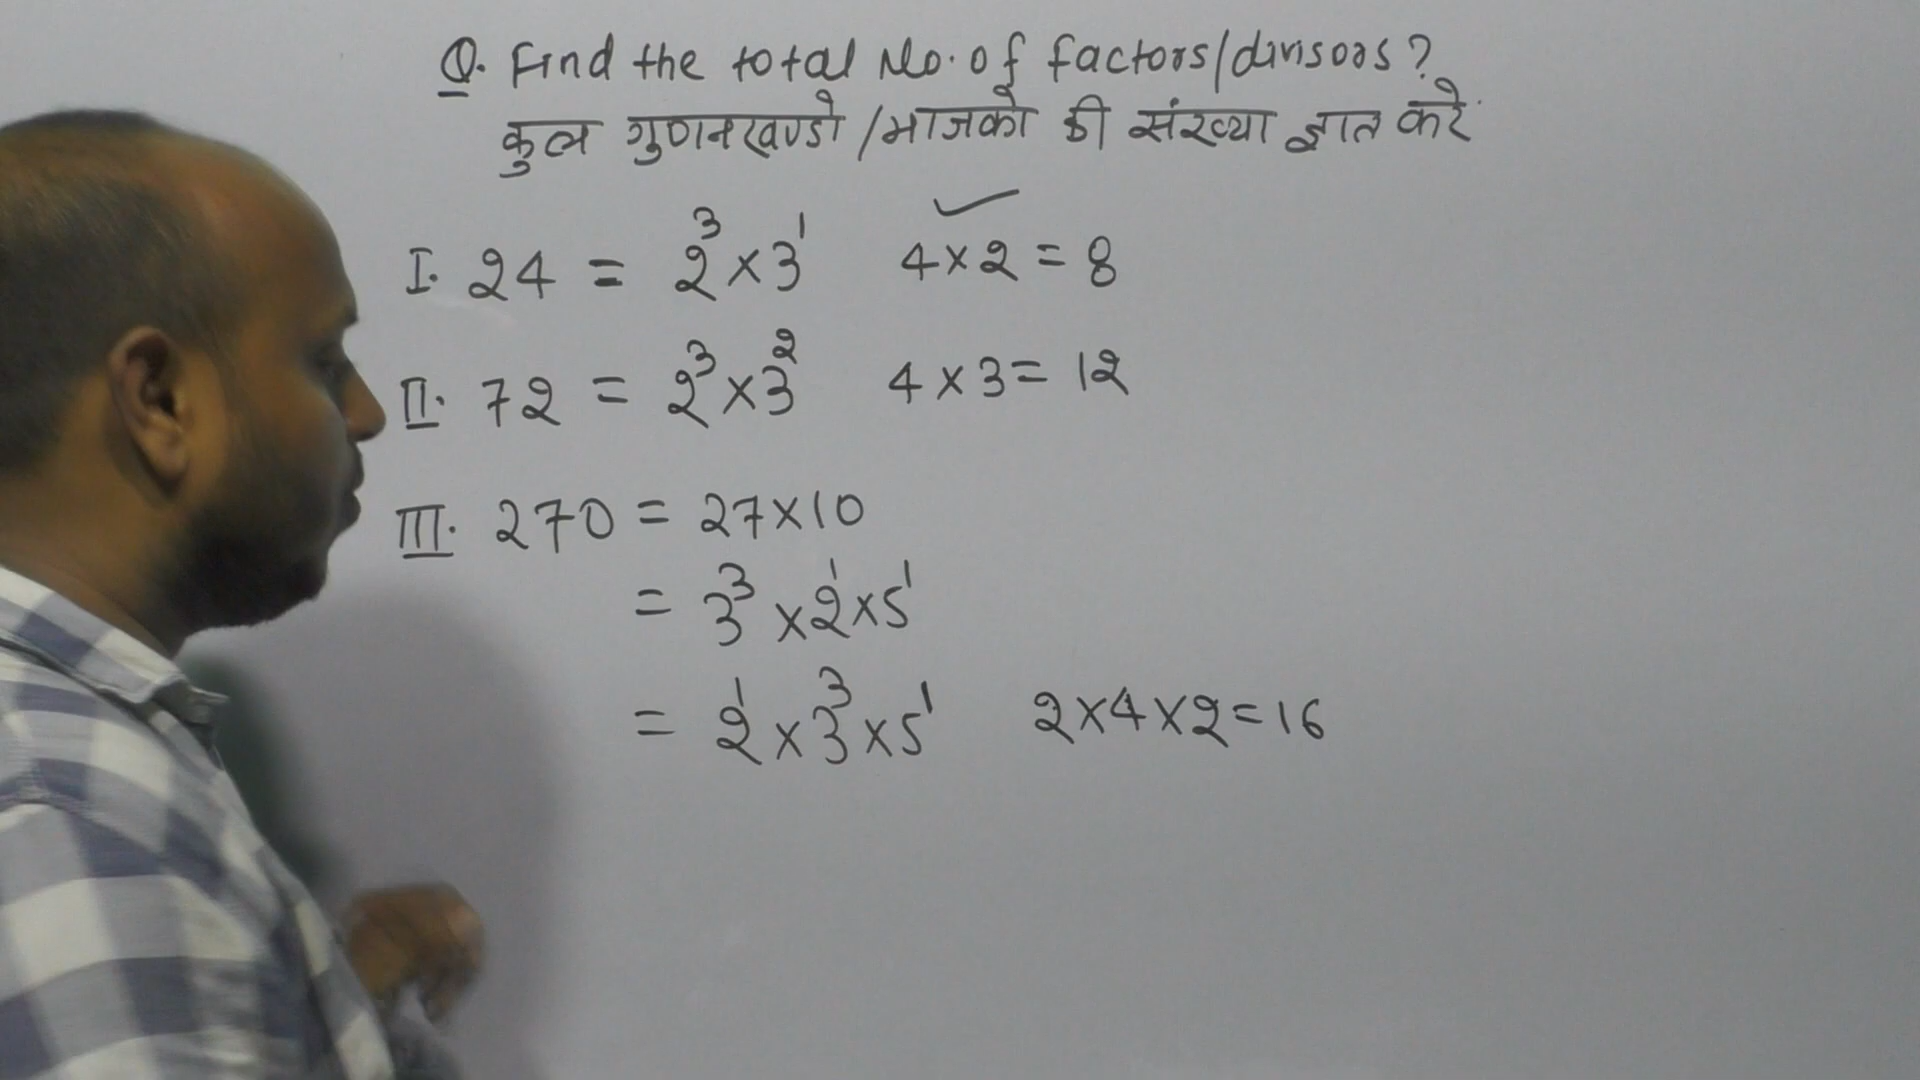 Q. Find the total No. of factors/divisors?
कुल गुणनखण्डो /भाजको की संख्या ज्ञात करे
I. 24 = 2³ × 3¹ 4 × 2 = 8
II. 72 = 2³ × 3² 4 × 3 = 12
III. 270 = 27 × 10
= 3³ × 2¹ × 5¹
= 2¹ × 3³ × 5¹ 2 × 4 × 2 = 16